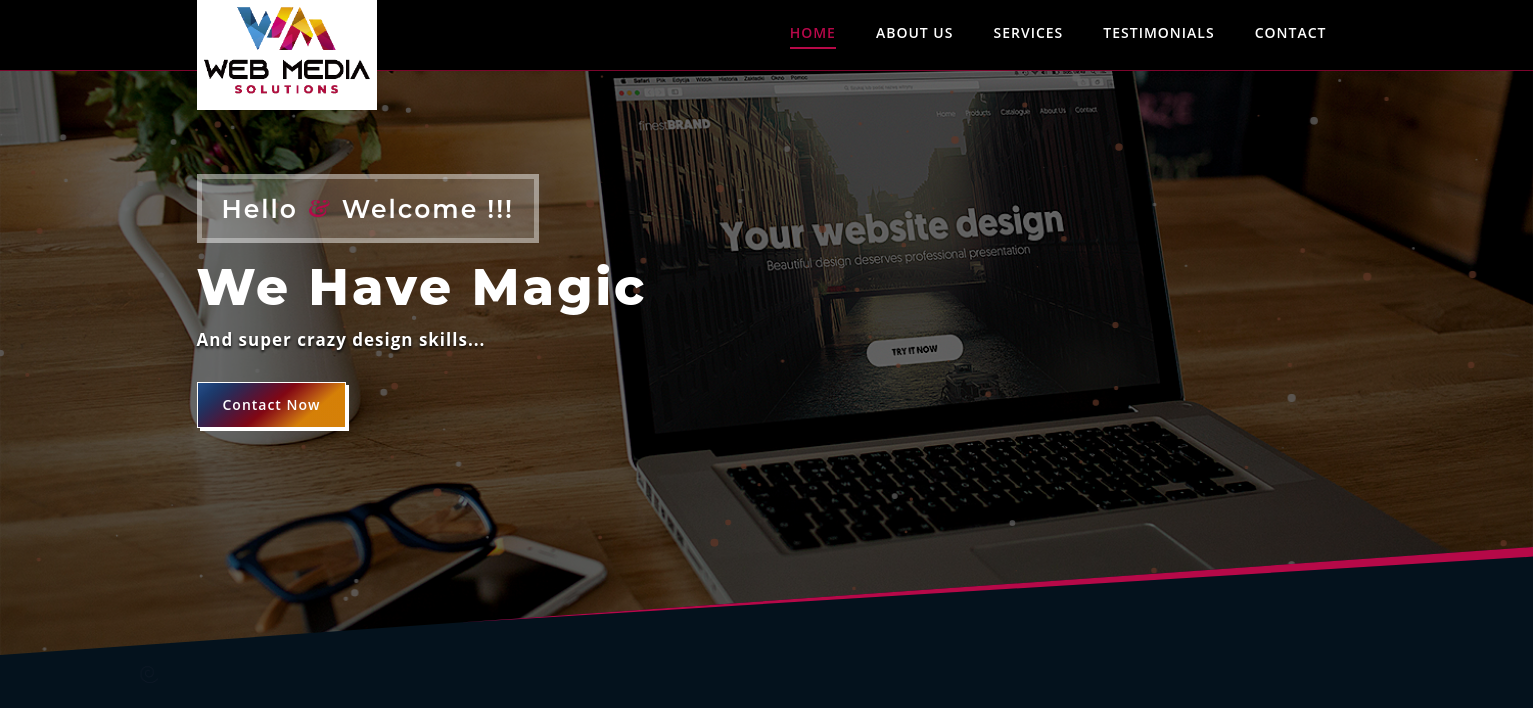 WEB MEDIA
SOLUTIONS
HOME ABOUT US SERVICES TESTIMONIALS CONTACT
finestBRAND
Home Products Catalogue About Us Contact
Hello & Welcome !!!
We Have Magic
And super crazy design skills...
Contact Now
Your website design
Beautiful design deserves professional presentation
TRY IT NOW